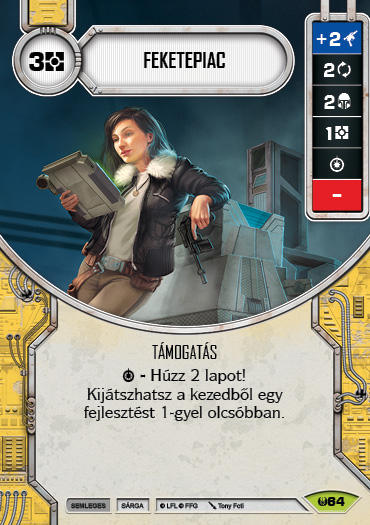 3
FEKETEPIAC
+2
2
2
1
-
TÁMOGATÁS
- Húzz 2 lapot!
Kijátszhatsz a kezedből egy
fejlesztést 1-gyel olcsóbban.
SEMLEGES SÁRGA © LFL © FFG Tony Foti
64